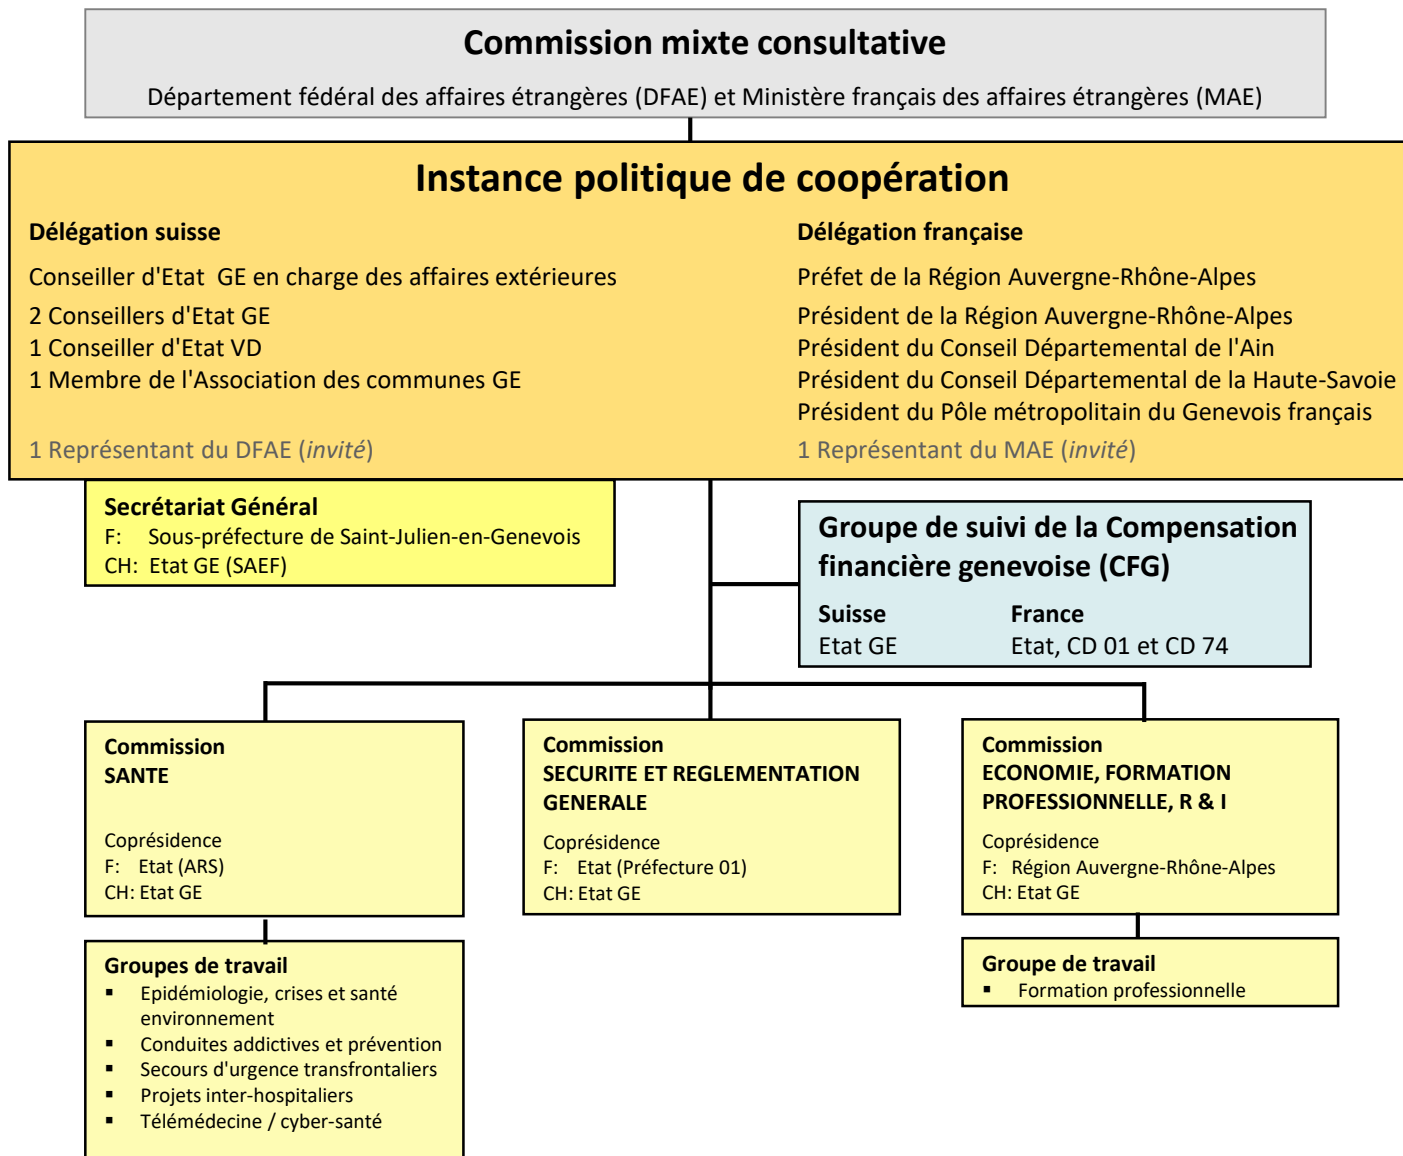 Commission mixte consultative
Département fédéral des affaires étrangères (DFAE) et Ministère français des affaires étrangères (MAE)
Instance politique de coopération
Délégation suisse
Conseiller d'Etat  GE en charge des affaires extérieures
2 Conseillers d'Etat GE
1 Conseiller d'Etat VD
1 Membre de l'Association des communes GE
1 Représentant du DFAE (invité)
Délégation française
Préfet de la Région Auvergne-Rhône-Alpes
Président de la Région Auvergne-Rhône-Alpes
Président du Conseil Départemental de l'Ain
Président du Conseil Départemental de la Haute-Savoie
Président du Pôle métropolitain du Genevois français
1 Représentant du MAE (invité)
Secrétariat Général
F: Sous-préfecture de Saint-Julien-en-Genevois
CH: Etat GE (SAEF)
Groupe de suivi de la Compensation
financière genevoise (CFG)
Suisse
Etat GE
France
Etat, CD 01 et CD 74
Commission
SANTE
Coprésidence
F: Etat (ARS)
CH: Etat GE
Commission
SECURITE ET REGLEMENTATION
GENERALE
Coprésidence
F: Etat (Préfecture 01)
CH: Etat GE
Commission
ECONOMIE, FORMATION
PROFESSIONNELLE, R & I
Coprésidence
F: Région Auvergne-Rhône-Alpes
CH: Etat GE
Groupes de travail
▪ Epidémiologie, crises et santé
environnement
▪ Conduites addictives et prévention
▪ Secours d'urgence transfrontaliers
▪ Projets inter-hospitaliers
▪ Télémédecine / cyber-santé
Groupe de travail
▪ Formation professionnelle